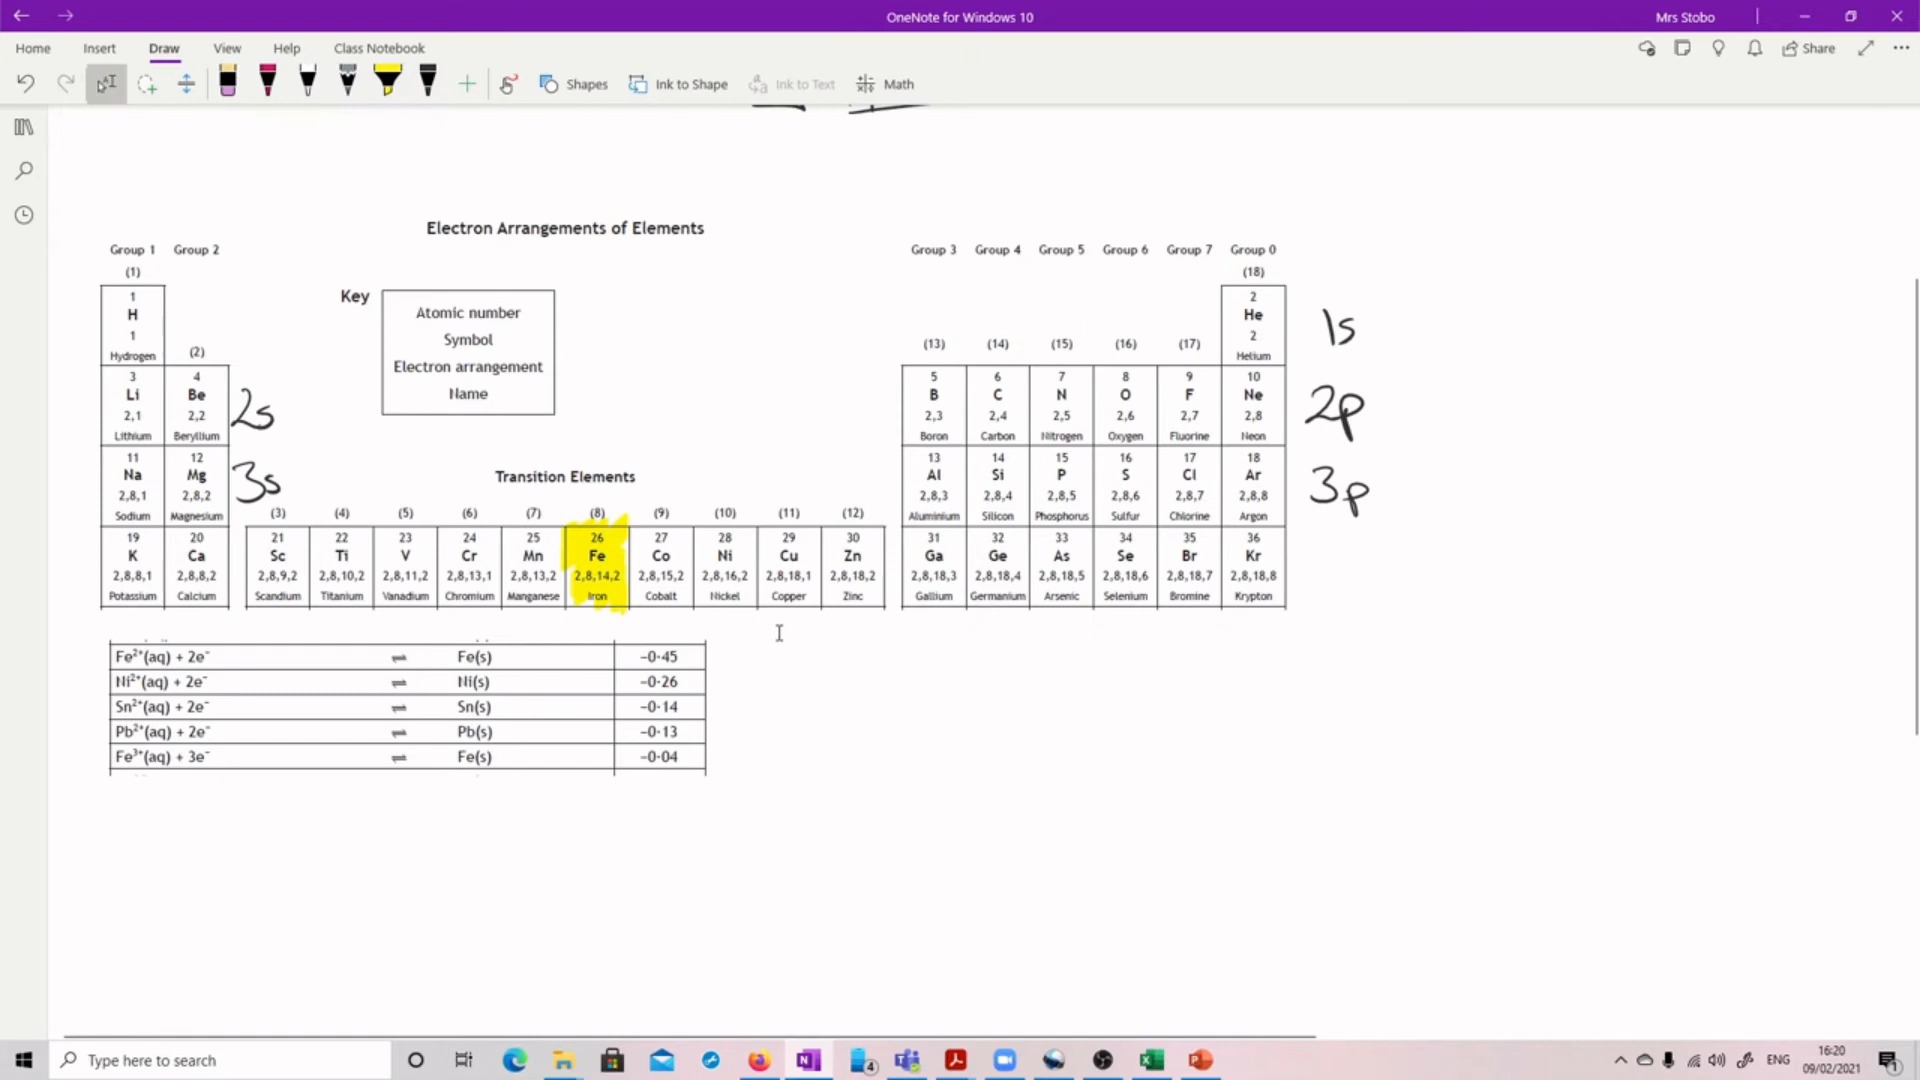 OneNote for Windows 10
Mrs Stobo
Home Insert Draw View Help Class Notebook
Share
Shapes Ink to Shape Ink to Text Math
Electron Arrangements of Elements
Group 1 Group 2 Group 3 Group 4 Group 5 Group 6 Group 7 Group 0
(1) (18)
Key
Atomic number
Symbol
Electron arrangement
Name
1 2
H He
1 2
Hydrogen Helium
1s
(2) (13) (14) (15) (16) (17)
3 4 5 6 7 8 9 10
Li Be B C N O F Ne
2,1 2,2 2,3 2,4 2,5 2,6 2,7 2,8
Lithium Beryllium Boron Carbon Nitrogen Oxygen Fluorine Neon
2s 2p
11 12 13 14 15 16 17 18
Na Mg Al Si P S Cl Ar
2,8,1 2,8,2 2,8,3 2,8,4 2,8,5 2,8,6 2,8,7 2,8,8
Sodium Magnesium Aluminium Silicon Phosphorus Sulfur Chlorine Argon
3s 3p
Transition Elements
(3) (4) (5) (6) (7) (8) (9) (10) (11) (12)
19 20 21 22 23 24 25 26 27 28 29 30 31 32 33 34 35 36
K Ca Sc Ti V Cr Mn Fe Co Ni Cu Zn Ga Ge As Se Br Kr
2,8,8,1 2,8,8,2 2,8,9,2 2,8,10,2 2,8,11,2 2,8,13,1 2,8,13,2 2,8,14,2 2,8,15,2 2,8,16,2 2,8,18,1 2,8,18,2 2,8,18,3 2,8,18,4 2,8,18,5 2,8,18,6 2,8,18,7 2,8,18,8
Potassium Calcium Scandium Titanium Vanadium Chromium Manganese Iron Cobalt Nickel Copper Zinc Gallium Germanium Arsenic Selenium Bromine Krypton
Fe²⁺(aq) + 2e⁻ ⇌ Fe(s) −0·45
Ni²⁺(aq) + 2e⁻ ⇌ Ni(s) −0·26
Sn²⁺(aq) + 2e⁻ ⇌ Sn(s) −0·14
Pb²⁺(aq) + 2e⁻ ⇌ Pb(s) −0·13
Fe³⁺(aq) + 3e⁻ ⇌ Fe(s) −0·04
Type here to search
4
ENG
16:20
09/02/2021
1